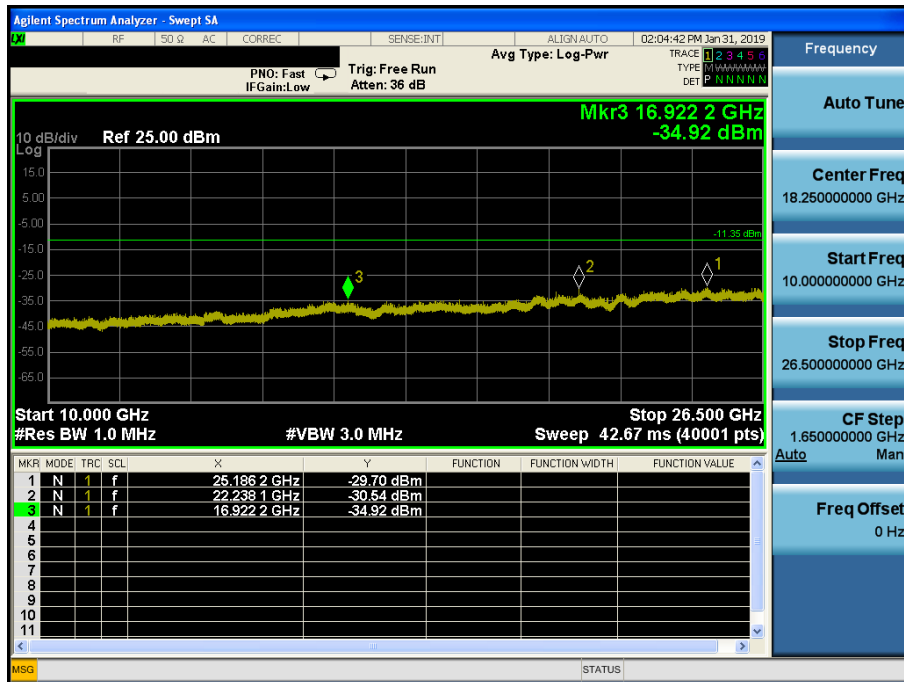 Agilent Spectrum Analyzer - Swept SA
LXI RF 50 Ω AC CORREC SENSE:INT ALIGNAUTO 02:04:42 PM Jan 31, 2019
Avg Type: Log-Pwr TRACE 1 2 3 4 5 6
PNO: Fast Trig: Free Run TYPE MWWWWW
IFGain:Low Atten: 36 dB DET P N N N N N
Mkr3 16.922 2 GHz
-34.92 dBm
10 dB/div Ref 25.00 dBm
Log
15.0
5.00
-5.00
-11.35 dBm
-15.0
-25.0
2
1
3
-35.0
-45.0
-55.0
-65.0
Start 10.000 GHz Stop 26.500 GHz
#Res BW 1.0 MHz #VBW 3.0 MHz Sweep 42.67 ms (40001 pts)
MKR MODE TRC SCL X Y FUNCTION FUNCTION WIDTH FUNCTION VALUE
1 N 1 f 25.186 2 GHz -29.70 dBm
2 N 1 f 22.238 1 GHz -30.54 dBm
3 N 1 f 16.922 2 GHz -34.92 dBm
4
5
6
7
8
9
10
11
MSG STATUS
Frequency
Auto Tune
Center Freq
18.250000000 GHz
Start Freq
10.000000000 GHz
Stop Freq
26.500000000 GHz
CF Step
1.650000000 GHz
Auto Man
Freq Offset
0 Hz